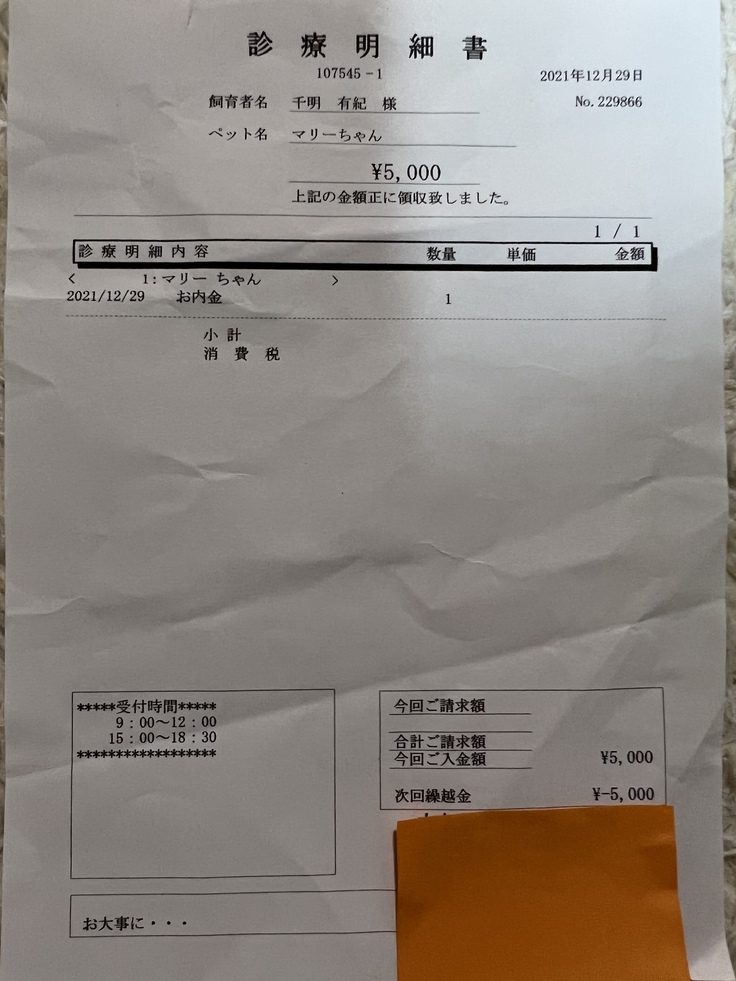 診療明細書
107545-1
2021年12月29日
飼育者名 千明 有紀 様
No.229866
ペット名 マリーちゃん
¥5,000
上記の金額正に領収致しました。
1 / 1
診療明細内容 数量 単価 金額
< 1:マリー ちゃん >
2021/12/29 お内金 1
小計
消費税
*****受付時間*****
9:00～12:00
15:00～18:30
******************
今回ご請求額
合計ご請求額
今回ご入金額 ¥5,000
次回繰越金 ¥-5,000
お大事に・・・